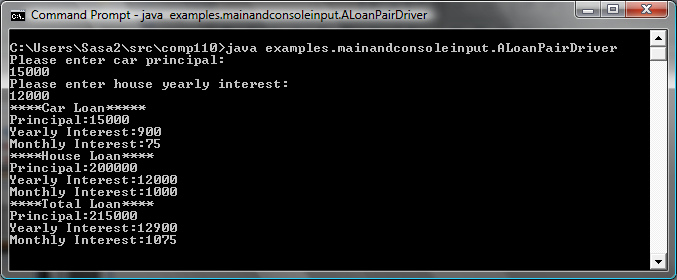 Command Prompt - java examples.mainandconsoleinput.ALoanPairDriver
C:\Users\Sasa2\src\comp110>java examples.mainandconsoleinput.ALoanPairDriver
Please enter car principal:
15000
Please enter house yearly interest:
12000
****Car Loan*****
Principal:15000
Yearly Interest:900
Monthly Interest:75
****House Loan****
Principal:200000
Yearly Interest:12000
Monthly Interest:1000
****Total Loan****
Principal:215000
Yearly Interest:12900
Monthly Interest:1075